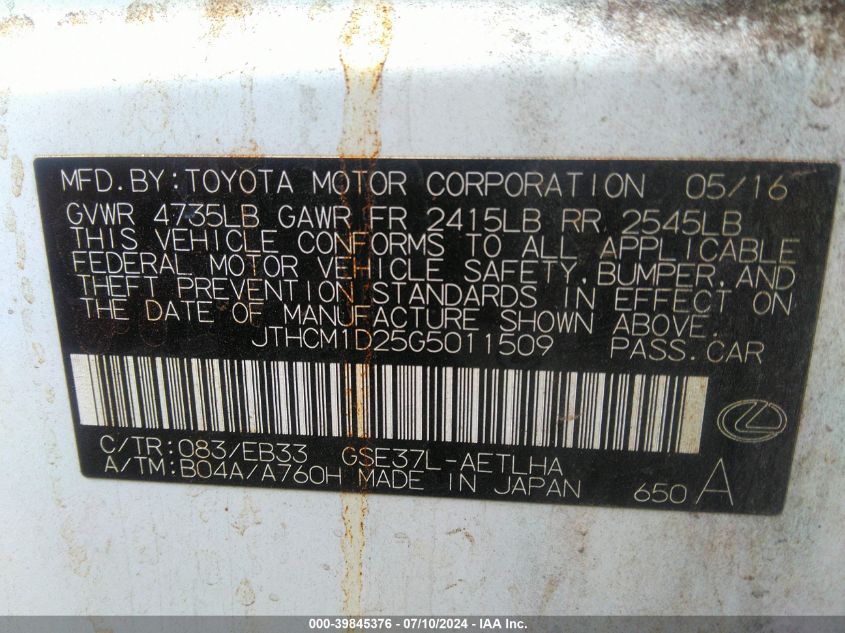 MFD.BY:TOYOTA MOTOR CORPORATION 05/16
GVWR 4735LB GAWR FR 2415LB RR 2545LB
THIS VEHICLE CONFORMS TO ALL APPLICABLE
FEDERAL MOTOR VEHICLE SAFETY,BUMPER,AND
THEFT PREVENTION STANDARDS IN EFFECT ON
THE DATE OF MANUFACTURE SHOWN ABOVE.
JTHCM1D25G5011509 PASS.CAR
C/TR:083/EB33 GSE37L-AETLHA
A/TM:B04A/A760H MADE IN JAPAN 650 A
000-39845376 - 07/10/2024 - IAA Inc.